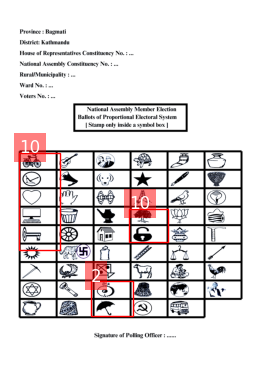 Province : Bagmati
District: Kathmandu
House of Representatives Constituency No. : ...
National Assembly Constituency No. : ...
Rural/Municipality : ...
Ward No. : ...
Voters No. : ...
National Assembly Member Election
Ballots of Proportional Electoral System
[ Stamp only inside a symbol box ]
10
10
6
2
Signature of Polling Officer : ......